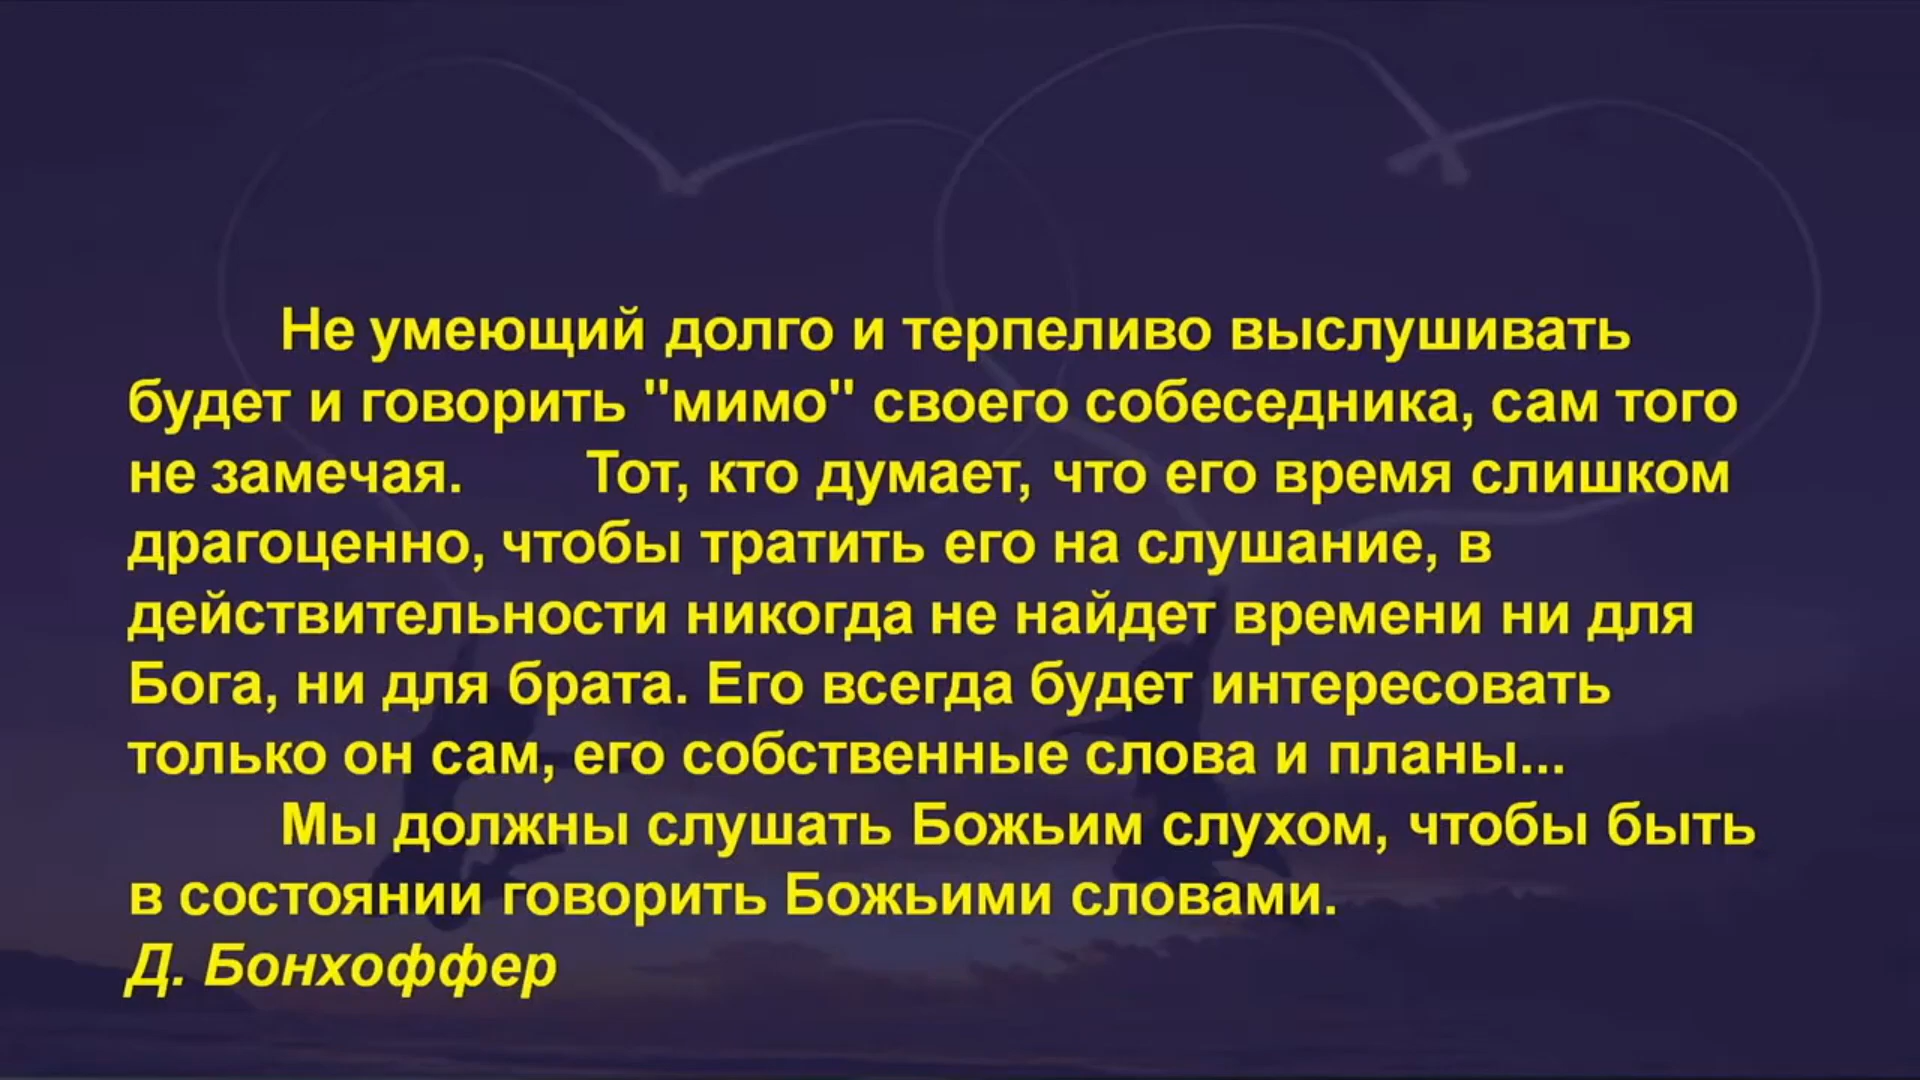 Не умеющий долго и терпеливо выслушивать
будет и говорить "мимо" своего собеседника, сам того
не замечая. Тот, кто думает, что его время слишком
драгоценно, чтобы тратить его на слушание, в
действительности никогда не найдет времени ни для
Бога, ни для брата. Его всегда будет интересовать
только он сам, его собственные слова и планы...
Мы должны слушать Божьим слухом, чтобы быть
в состоянии говорить Божьими словами.
Д. Бонхоффер